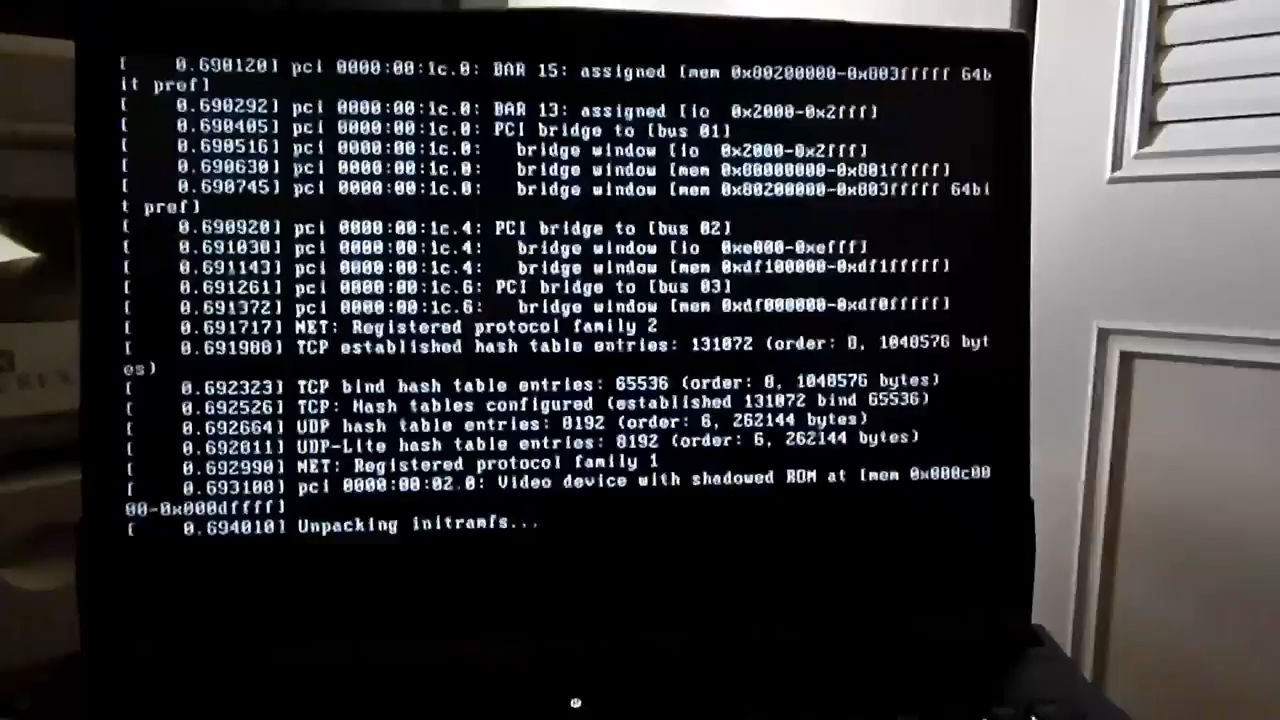 [ 0.690120] pci 0000:00:1c.0: BAR 15: assigned [mem 0x80200000-0x803fffff 64b
it pref]
[ 0.690292] pci 0000:00:1c.0: BAR 13: assigned [io 0x2000-0x2fff]
[ 0.690405] pci 0000:00:1c.0: PCI bridge to [bus 01]
[ 0.690516] pci 0000:00:1c.0: bridge window [io 0x2000-0x2fff]
[ 0.690630] pci 0000:00:1c.0: bridge window [mem 0x80000000-0x801fffff]
[ 0.690745] pci 0000:00:1c.0: bridge window [mem 0x80200000-0x803fffff 64bi
t pref]
[ 0.690920] pci 0000:00:1c.4: PCI bridge to [bus 02]
[ 0.691030] pci 0000:00:1c.4: bridge window [io 0xe000-0xefff]
[ 0.691143] pci 0000:00:1c.4: bridge window [mem 0xdf100000-0xdf1fffff]
[ 0.691261] pci 0000:00:1c.6: PCI bridge to [bus 03]
[ 0.691372] pci 0000:00:1c.6: bridge window [mem 0xdf000000-0xdf0fffff]
[ 0.691717] NET: Registered protocol family 2
[ 0.691980] TCP established hash table entries: 131072 (order: 8, 1048576 byt
es)
[ 0.692323] TCP bind hash table entries: 65536 (order: 8, 1048576 bytes)
[ 0.692526] TCP: Hash tables configured (established 131072 bind 65536)
[ 0.692664] UDP hash table entries: 8192 (order: 6, 262144 bytes)
[ 0.692811] UDP-Lite hash table entries: 8192 (order: 6, 262144 bytes)
[ 0.692990] NET: Registered protocol family 1
[ 0.693108] pci 0000:00:02.0: Video device with shadowed ROM at [mem 0x000c00
00-0x000dffff]
[ 0.694010] Unpacking initramfs...